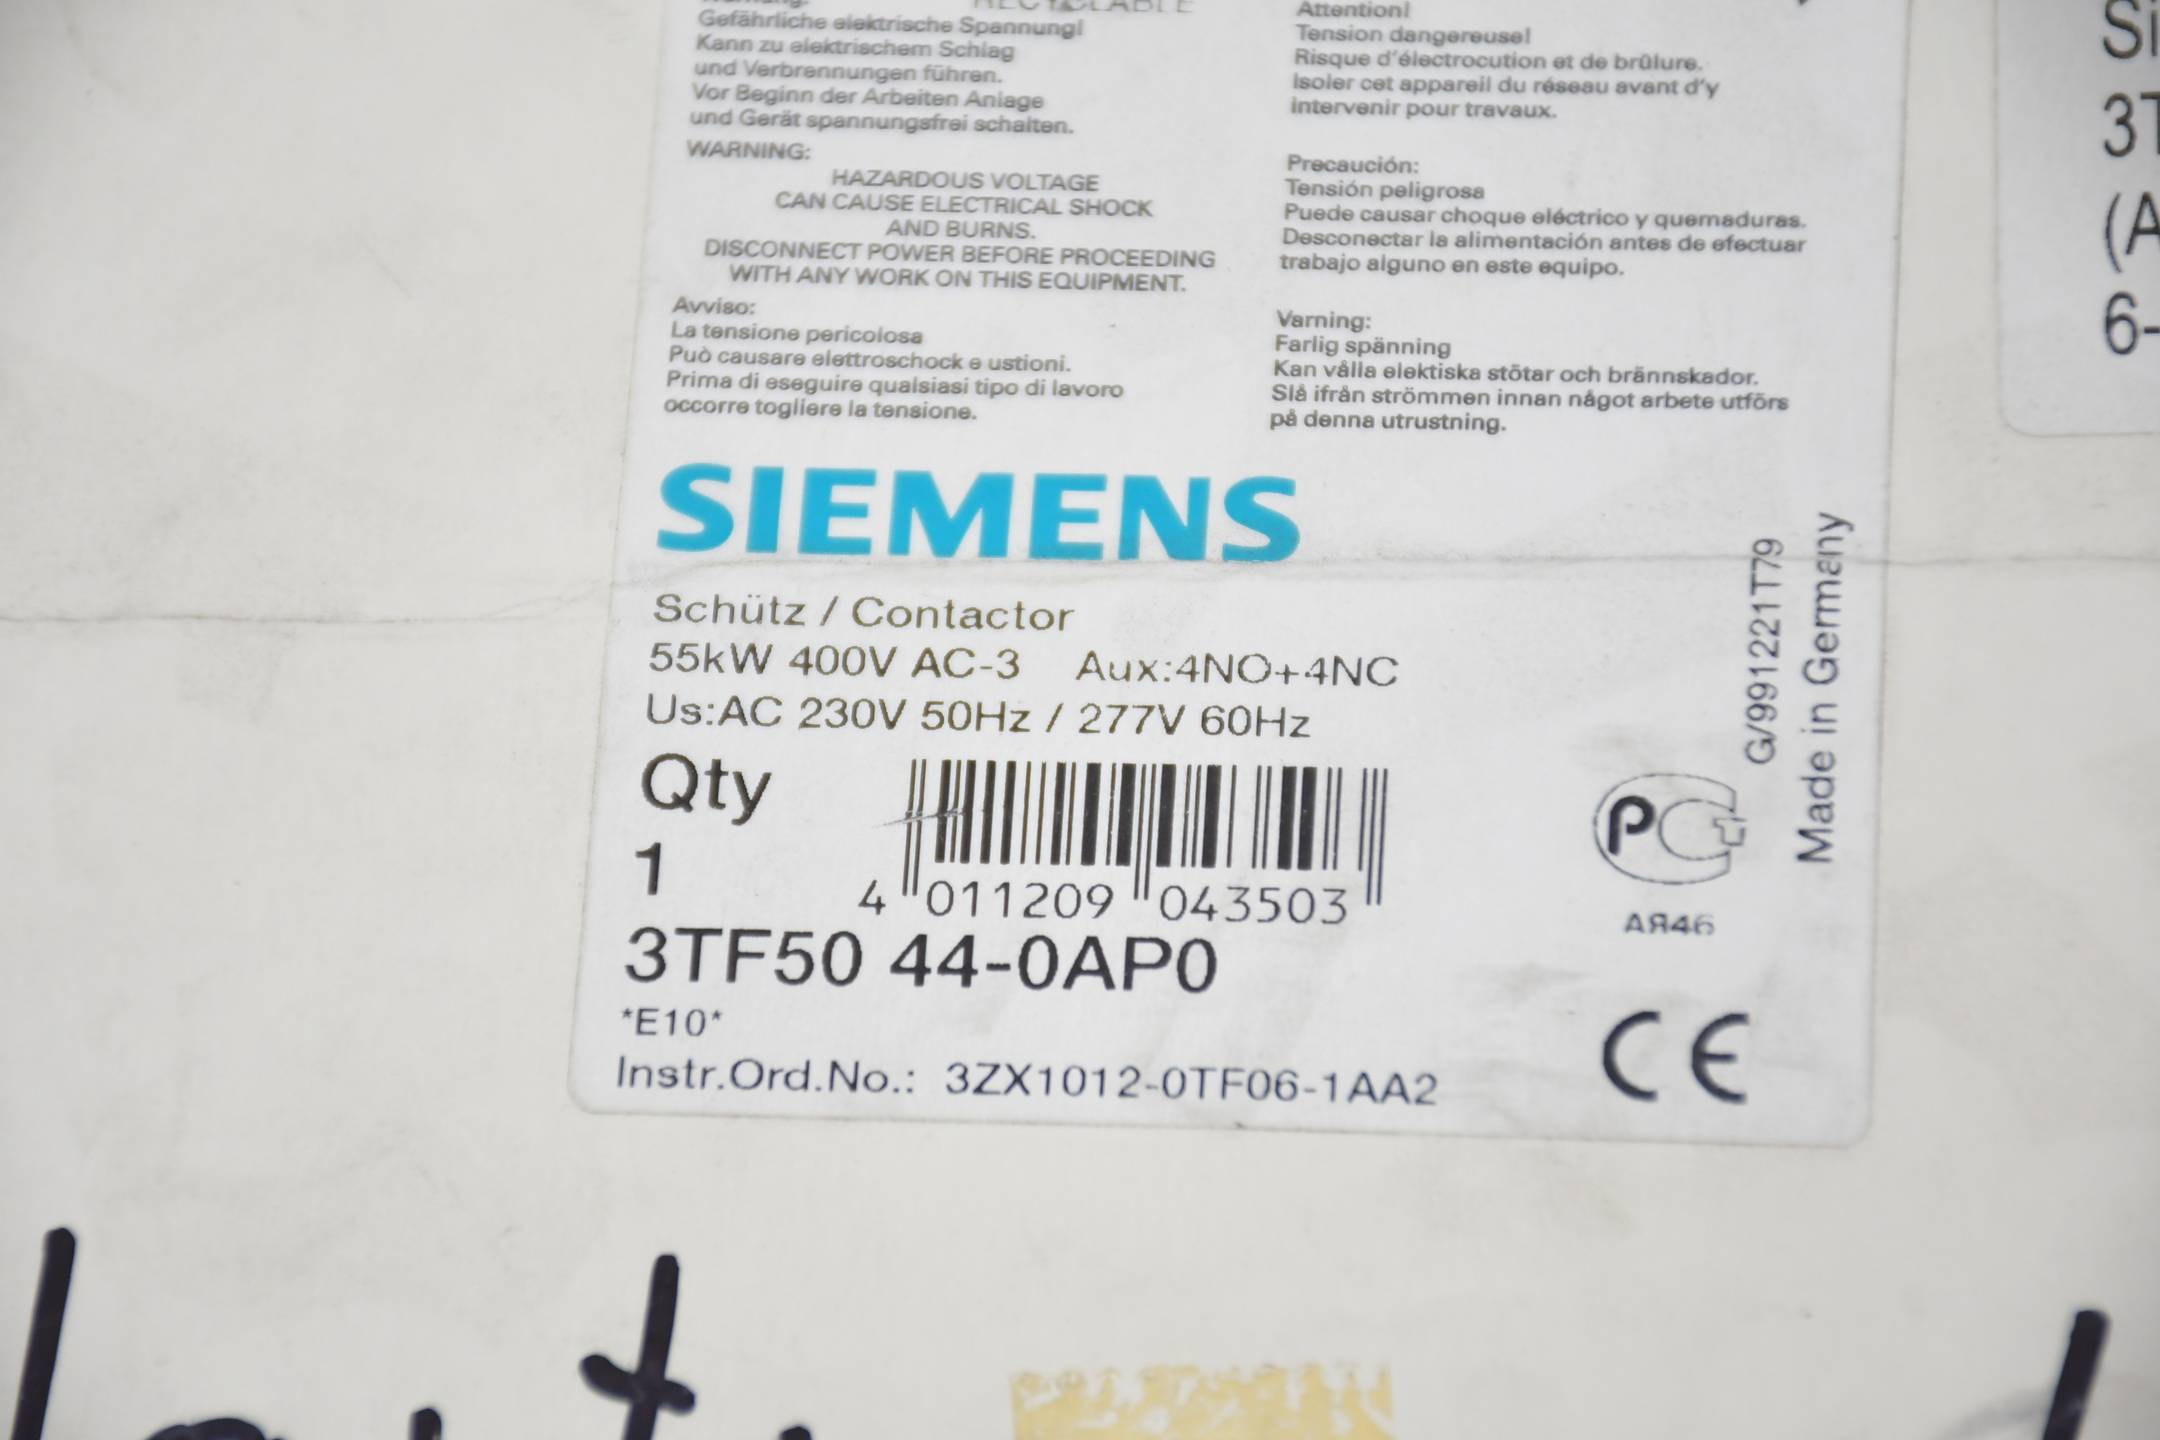 RECYCLABLE
Gefährliche elektrische Spannung!
Kann zu elektrischem Schlag
und Verbrennungen führen.
Vor Beginn der Arbeiten Anlage
und Gerät spannungsfrei schalten.
WARNING:
HAZARDOUS VOLTAGE
CAN CAUSE ELECTRICAL SHOCK
AND BURNS.
DISCONNECT POWER BEFORE PROCEEDING
WITH ANY WORK ON THIS EQUIPMENT.
Avviso:
La tensione pericolosa
Può causare elettroschock e ustioni.
Prima di eseguire qualsiasi tipo di lavoro
occorre togliere la tensione.
Attention!
Tension dangereuse!
Risque d'électrocution et de brûlure.
Isoler cet appareil du réseau avant d'y
intervenir pour travaux.
Precaución:
Tensión peligrosa
Puede causar choque eléctrico y quemaduras.
Desconectar la alimentación antes de efectuar
trabajo alguno en este equipo.
Varning:
Farlig spänning
Kan vålla elektiska stötar och brännskador.
Slå ifrån strömmen innan något arbete utförs
på denna utrustning.
SIEMENS
Schütz / Contactor
55kW 400V AC-3 Aux:4NO+4NC
Us:AC 230V 50Hz / 277V 60Hz
Qty
1
4 011209 043503
3TF50 44-0AP0
*E10*
Instr.Ord.No.: 3ZX1012-0TF06-1AA2
G/991221T79
Made in Germany
PC
АЯ46
CE
Si
3T
(A
6-